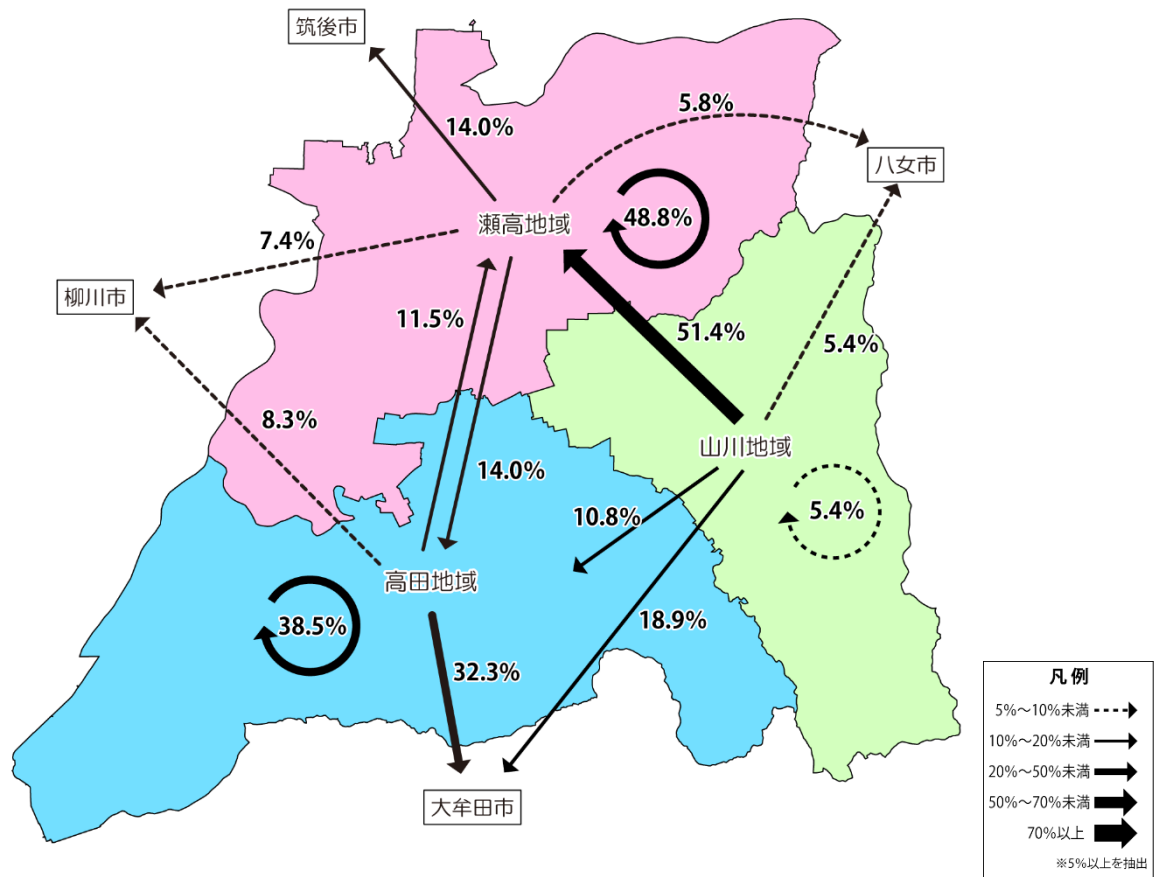 筑後市
5.8%
14.0%
八女市
瀬高地域
48.8%
7.4%
柳川市
11.5%
51.4%
5.4%
8.3%
山川地域
14.0%
10.8%
5.4%
高田地域
38.5%
18.9%
32.3%
大牟田市
凡例
5%～10%未満
10%～20%未満
20%～50%未満
50%～70%未満
70%以上
※5%以上を抽出